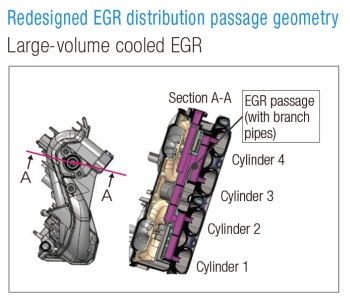 Redesigned EGR distribution passage geometry
Large-volume cooled EGR
Section A-A
EGR passage
(with branch
pipes)
A
A
Cylinder 4
Cylinder 3
Cylinder 2
Cylinder 1